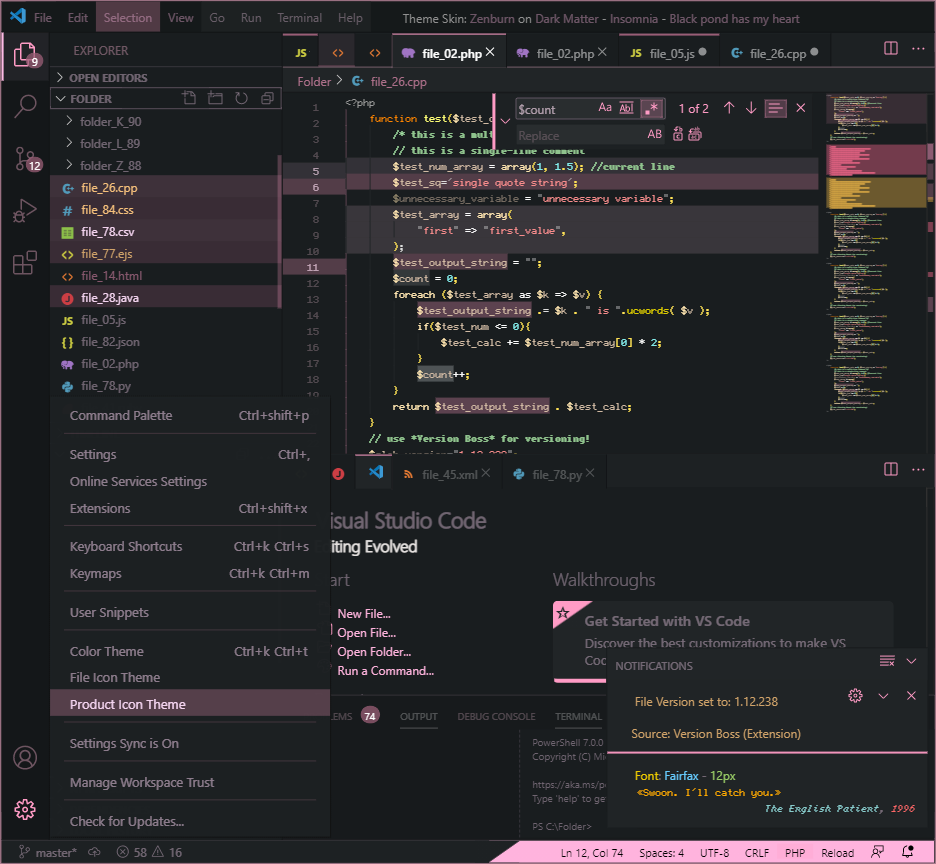 File Edit Selection View Go Run Terminal Help Theme Skin: Zenburn on Dark Matter - Insomnia - Black pond has my heart
9 EXPLORER JS <> <> file_02.php file_02.php JS file_05.js file_26.cpp
OPEN EDITORS
Folder > file_26.cpp
FOLDER
folder_K_90
folder_L_89
folder_Z_88
12
file_26.cpp
# file_84.css
file_78.csv
<> file_77.ejs
<> file_14.html
file_28.java
JS file_05.js
{} file_82.json
file_02.php
file_78.py
$count Aa Abl .* 1 of 2
Replace AB
1 <?php
2 function test($test_
3 /* this is a mul
4 // this is a single-line comment
5 $test_num_array = array(1, 1.5); //current line
6 $test_sq='single quote string';
7 $unnecessary_variable = "unnecessary variable";
8 $test_array = array(
9 "first" => "first_value",
10 );
11 $test_output_string = "";
12 $count = 0;
13 foreach ($test_array as $k => $v) {
14 $test_output_string .= $k . " is ".ucwords( $v );
15 if($test_num <= 0){
16 $test_calc += $test_num_array[0] * 2;
17 }
18 $count++;
19 }
return $test_output_string . $test_calc;
}
// use *Version Boss* for versioning!
Command Palette Ctrl+shift+p
Settings Ctrl+,
Online Services Settings
Extensions Ctrl+shift+x
Keyboard Shortcuts Ctrl+k Ctrl+s
Keymaps Ctrl+k Ctrl+m
User Snippets
Color Theme Ctrl+k Ctrl+t
File Icon Theme
Product Icon Theme
Settings Sync is On
Manage Workspace Trust
Check for Updates...
file_45.xml file_78.py
isual Studio Code
iting Evolved
art
New File...
Open File...
Open Folder...
Run a Command...
Walkthroughs
Get Started with VS Code
Discover the best customizations to make VS
Coc
NOTIFICATIONS
File Version set to: 1.12.238
Source: Version Boss (Extension)
Font: Fairfax - 12px
«Swoon. I'll catch you.»
The English Patient, 1996
LEMS 74 OUTPUT DEBUG CONSOLE TERMINAL
PowerShell 7.0.0
Copyright (C) Mi
https://aka.ms/p
Type 'help' to ge
PS C:\Folder>
master* 58 16 Ln 12, Col 74 Spaces: 4 UTF-8 CRLF PHP Reload